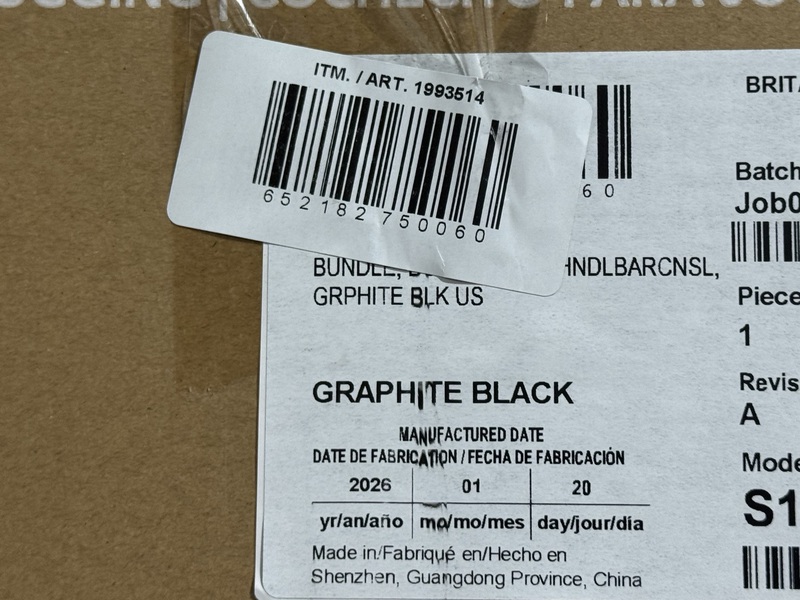 ITM. / ART. 1993514
652182750060
60
BUNDLE, HNDLBARCNSL,
GRPHITE BLK US
GRAPHITE BLACK
MANUFACTURED DATE
DATE DE FABRICATION / FECHA DE FABRICACIÓN
2026 01 20
yr/an/año mo/mo/mes day/jour/día
Made in/Fabriqué en/Hecho en
Shenzhen, Guangdong Province, China
BRITA
Batch
Job0
Piece
1
Revis
A
Mode
S1